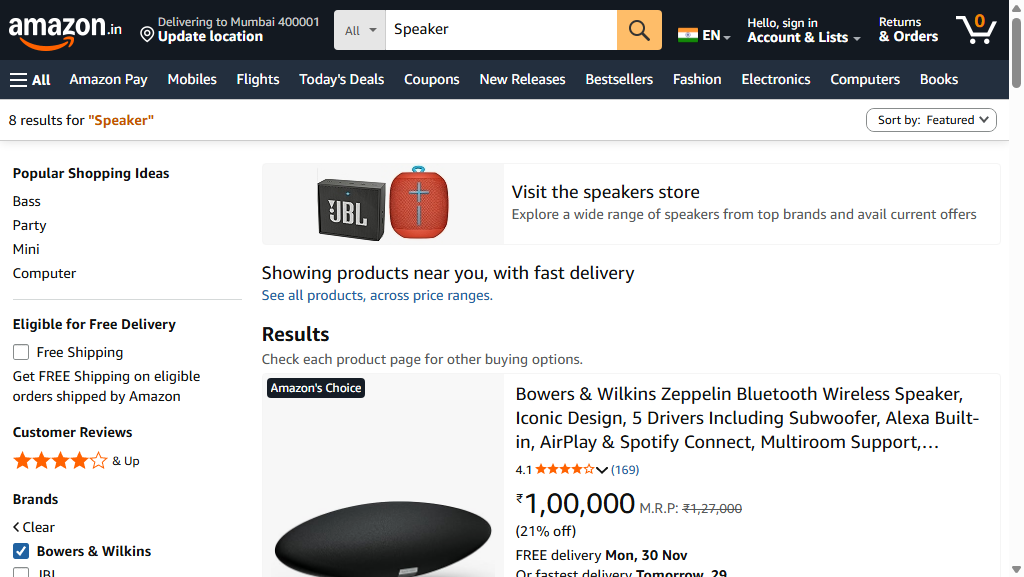 amazon.in
Delivering to Mumbai 400001
Update location
All
Speaker
EN
Hello, sign in
Account & Lists
Returns
& Orders
0
All
Amazon Pay
Mobiles
Flights
Today's Deals
Coupons
New Releases
Bestsellers
Fashion
Electronics
Computers
Books
8 results for "Speaker"
Sort by: Featured
Popular Shopping Ideas
Bass
Party
Mini
Computer
Eligible for Free Delivery
Free Shipping
Get FREE Shipping on eligible
orders shipped by Amazon
Customer Reviews
& Up
Brands
Clear
Bowers & Wilkins
JBL
JBL
Visit the speakers store
Explore a wide range of speakers from top brands and avail current offers
Showing products near you, with fast delivery
See all products, across price ranges.
Results
Check each product page for other buying options.
Amazon's Choice
Bowers & Wilkins Zeppelin Bluetooth Wireless Speaker,
Iconic Design, 5 Drivers Including Subwoofer, Alexa Built-
in, AirPlay & Spotify Connect, Multiroom Support,…
4.1 (169)
₹1,00,000 M.R.P: ₹1,27,000
(21% off)
FREE delivery Mon, 30 Nov
Or fastest delivery Tomorrow, 29